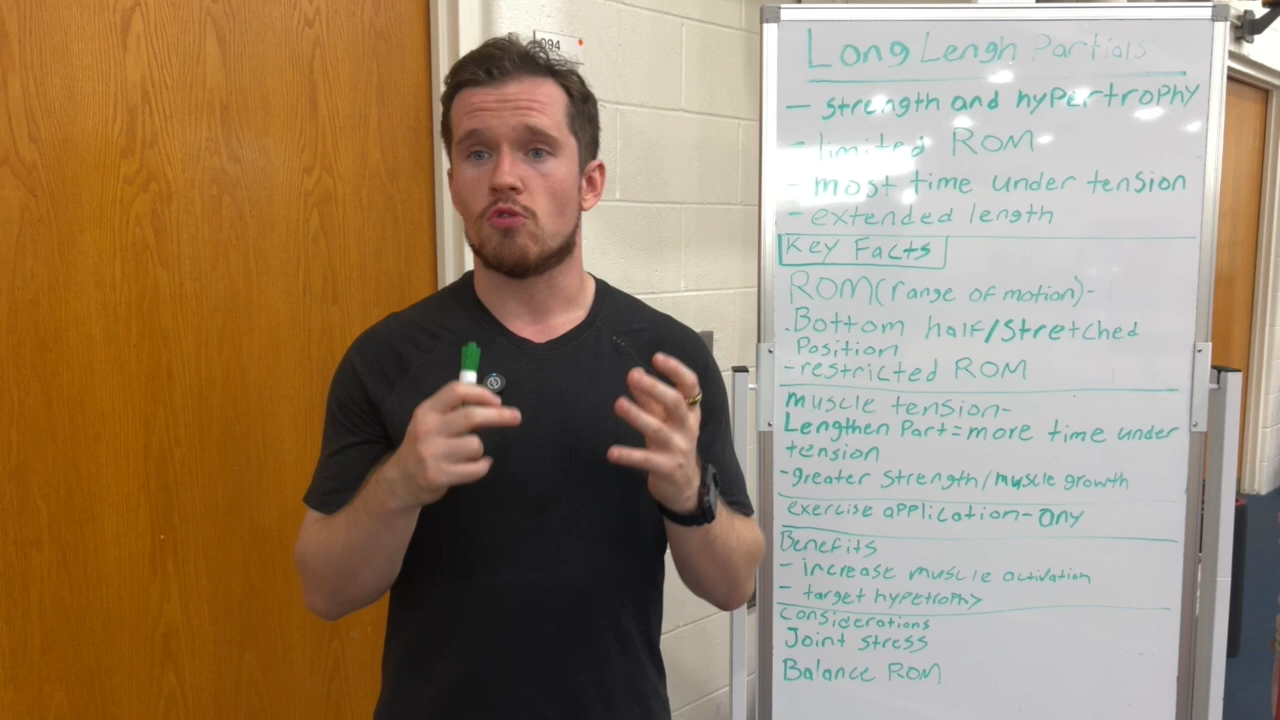 094
Long Lengh Partials
- strength and hypertrophy
- limited ROM-
- most time under tension
- extended length
Key Facts
ROM(range of motion)-
.Bottom half/stretched
Position
-restricted ROM
muscle tension-
Lengthen Part=more time under
tension
-greater strength/muscle growth
exercise application-any
Benefits
- increase muscle activation
- target hypetrophy
Considerations
Joint stress
Balance ROM